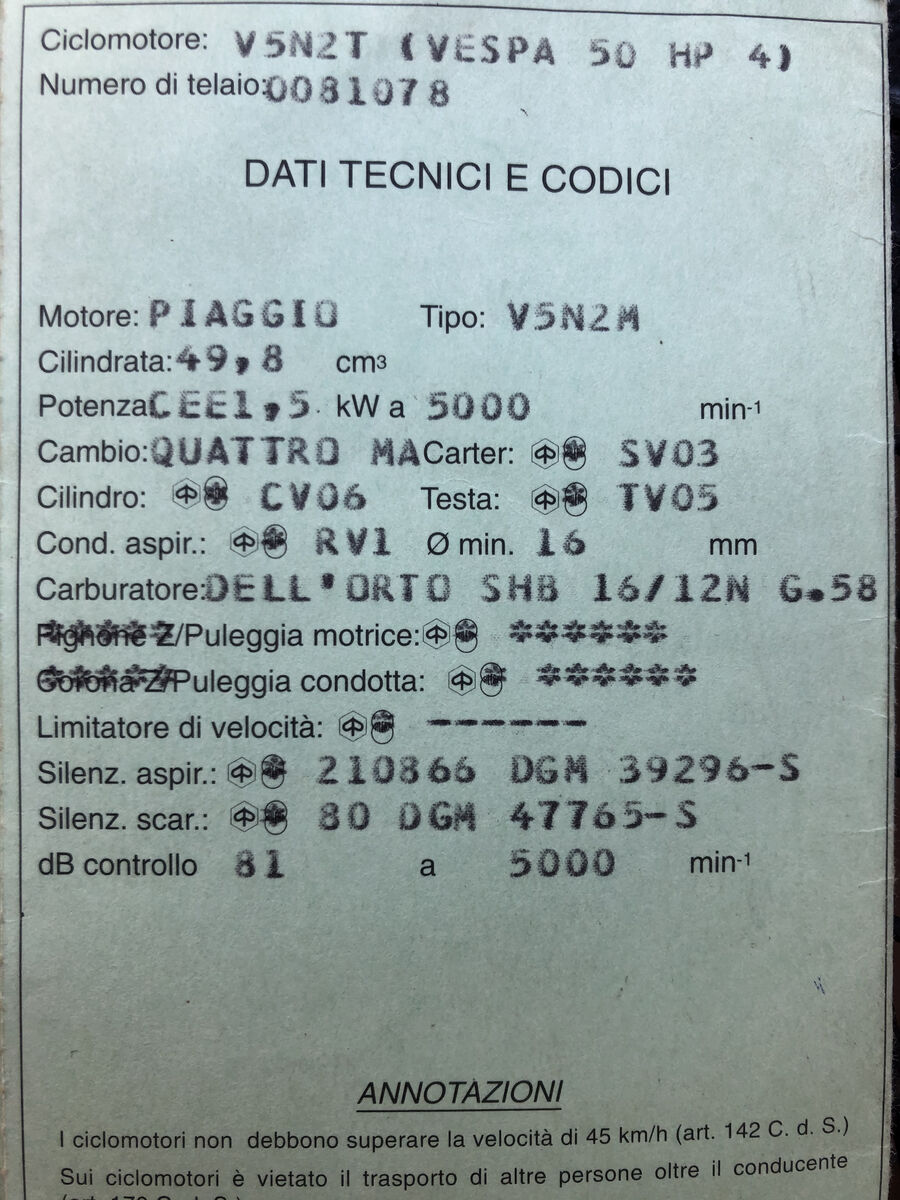 Ciclomotore: V5N2T (VESPA 50 HP 4)
Numero di telaio: 0081078
DATI TECNICI E CODICI
Motore: PIAGGIO Tipo: V5N2M
Cilindrata: 49,8 cm³
Potenza CEE1,5 kW a 5000 min-1
Cambio: QUATTRO MA Carter: SV03
Cilindro: CV06 Testa: TV05
Cond. aspir.: RV1 Ø min. 16 mm
Carburatore: DELL'ORTO SHB 16/12N G.58
Pignone Z/Puleggia motrice: ******
Corona Z/Puleggia condotta: ******
Limitatore di velocità: ------
Silenz. aspir.: 210866 DGM 39296-S
Silenz. scar.: 80 DGM 47765-S
dB controllo 81 a 5000 min-1
ANNOTAZIONI
I ciclomotori non debbono superare la velocità di 45 km/h (art. 142 C. d. S.)
Sui ciclomotori è vietato il trasporto di altre persone oltre il conducente